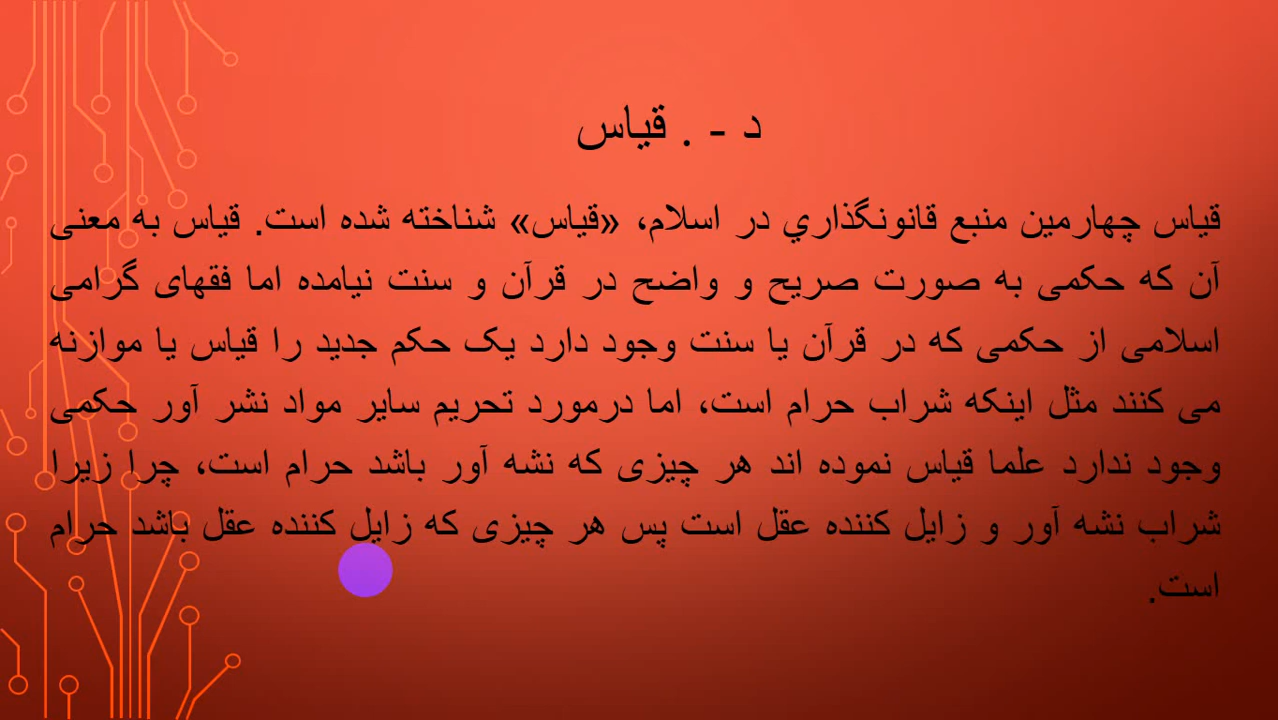 د - . قیاس
قیاس چهارمین منبع قانونگذاري در اسلام، «قیاس» شناخته شده است. قیاس به معنی
آن که حکمی به صورت صریح و واضح در قرآن و سنت نیامده اما فقهای گرامی
اسلامی از حکمی که در قرآن یا سنت وجود دارد یک حکم جدید را قیاس یا موازنه
می کنند مثل اینکه شراب حرام است، اما درمورد تحریم سایر مواد نشر آور حکمی
وجود ندارد علما قیاس نموده اند هر چیزی که نشه آور باشد حرام است، چرا زیرا
شراب نشه آور و زایل کننده عقل است پس هر چیزی که زایل کننده عقل باشد حرام
است.